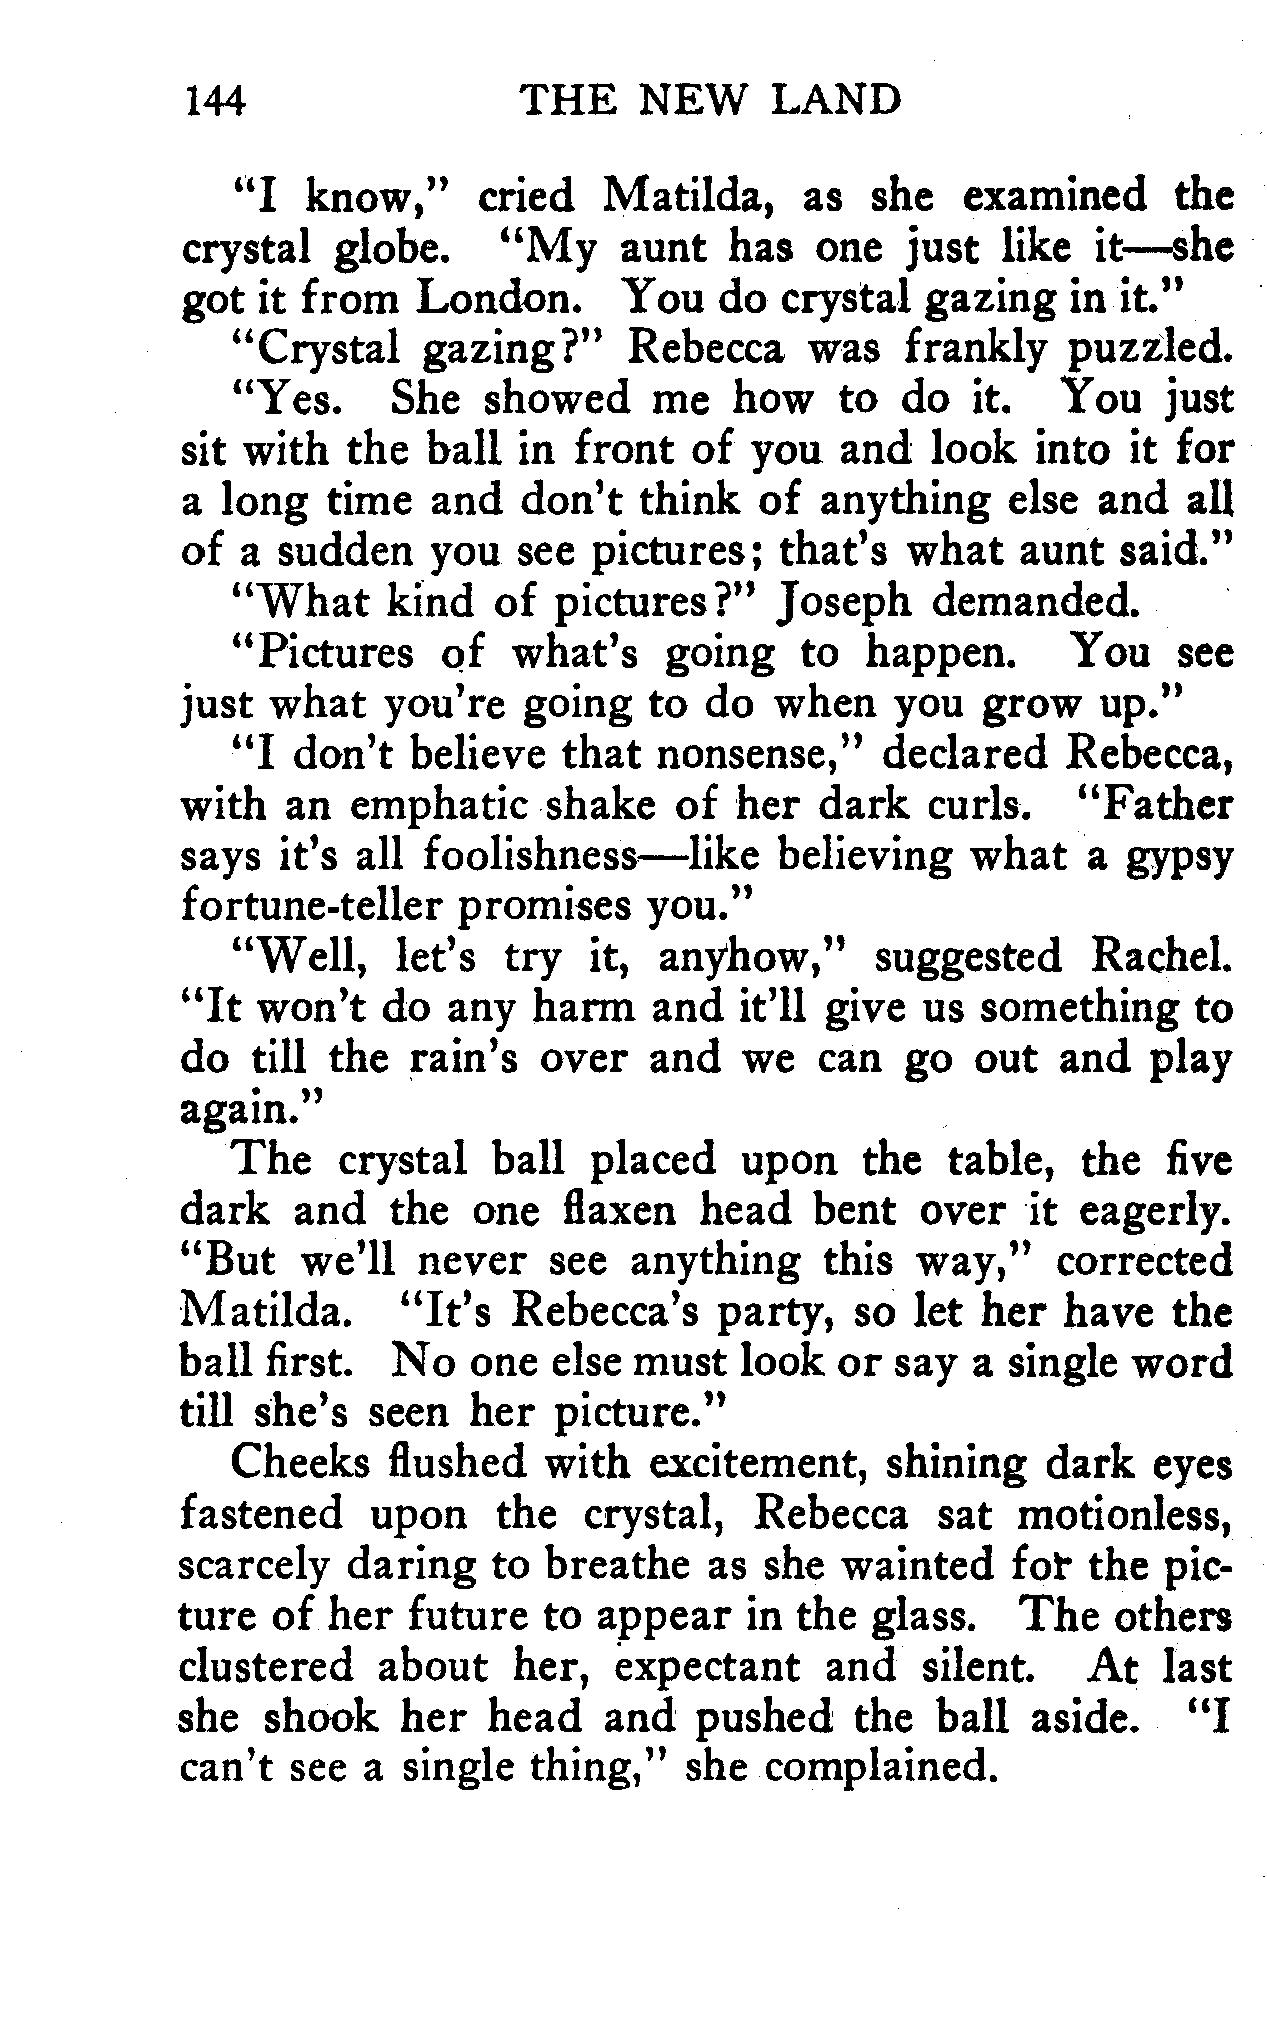 144 THE NEW LAND
"I know," cried Matilda, as she examined the
crystal globe. "My aunt has one just like it—she
got it from London. You do crystal gazing in it."
"Crystal gazing?" Rebecca was frankly puzzled.
"Yes. She showed me how to do it. You just
sit with the ball in front of you and look into it for
a long time and don't think of anything else and all
of a sudden you see pictures; that's what aunt said."
"What kind of pictures?" Joseph demanded.
"Pictures of what's going to happen. You see
just what you're going to do when you grow up."
"I don't believe that nonsense," declared Rebecca,
with an emphatic shake of her dark curls. "Father
says it's all foolishness—like believing what a gypsy
fortune-teller promises you."
"Well, let's try it, anyhow," suggested Rachel.
"It won't do any harm and it'll give us something to
do till the rain's over and we can go out and play
again."
The crystal ball placed upon the table, the five
dark and the one flaxen head bent over it eagerly.
"But we'll never see anything this way," corrected
Matilda. "It's Rebecca's party, so let her have the
ball first. No one else must look or say a single word
till she's seen her picture."
Cheeks flushed with excitement, shining dark eyes
fastened upon the crystal, Rebecca sat motionless,
scarcely daring to breathe as she wainted for the pic-
ture of her future to appear in the glass. The others
clustered about her, expectant and silent. At last
she shook her head and pushed the ball aside. "I
can't see a single thing," she complained.